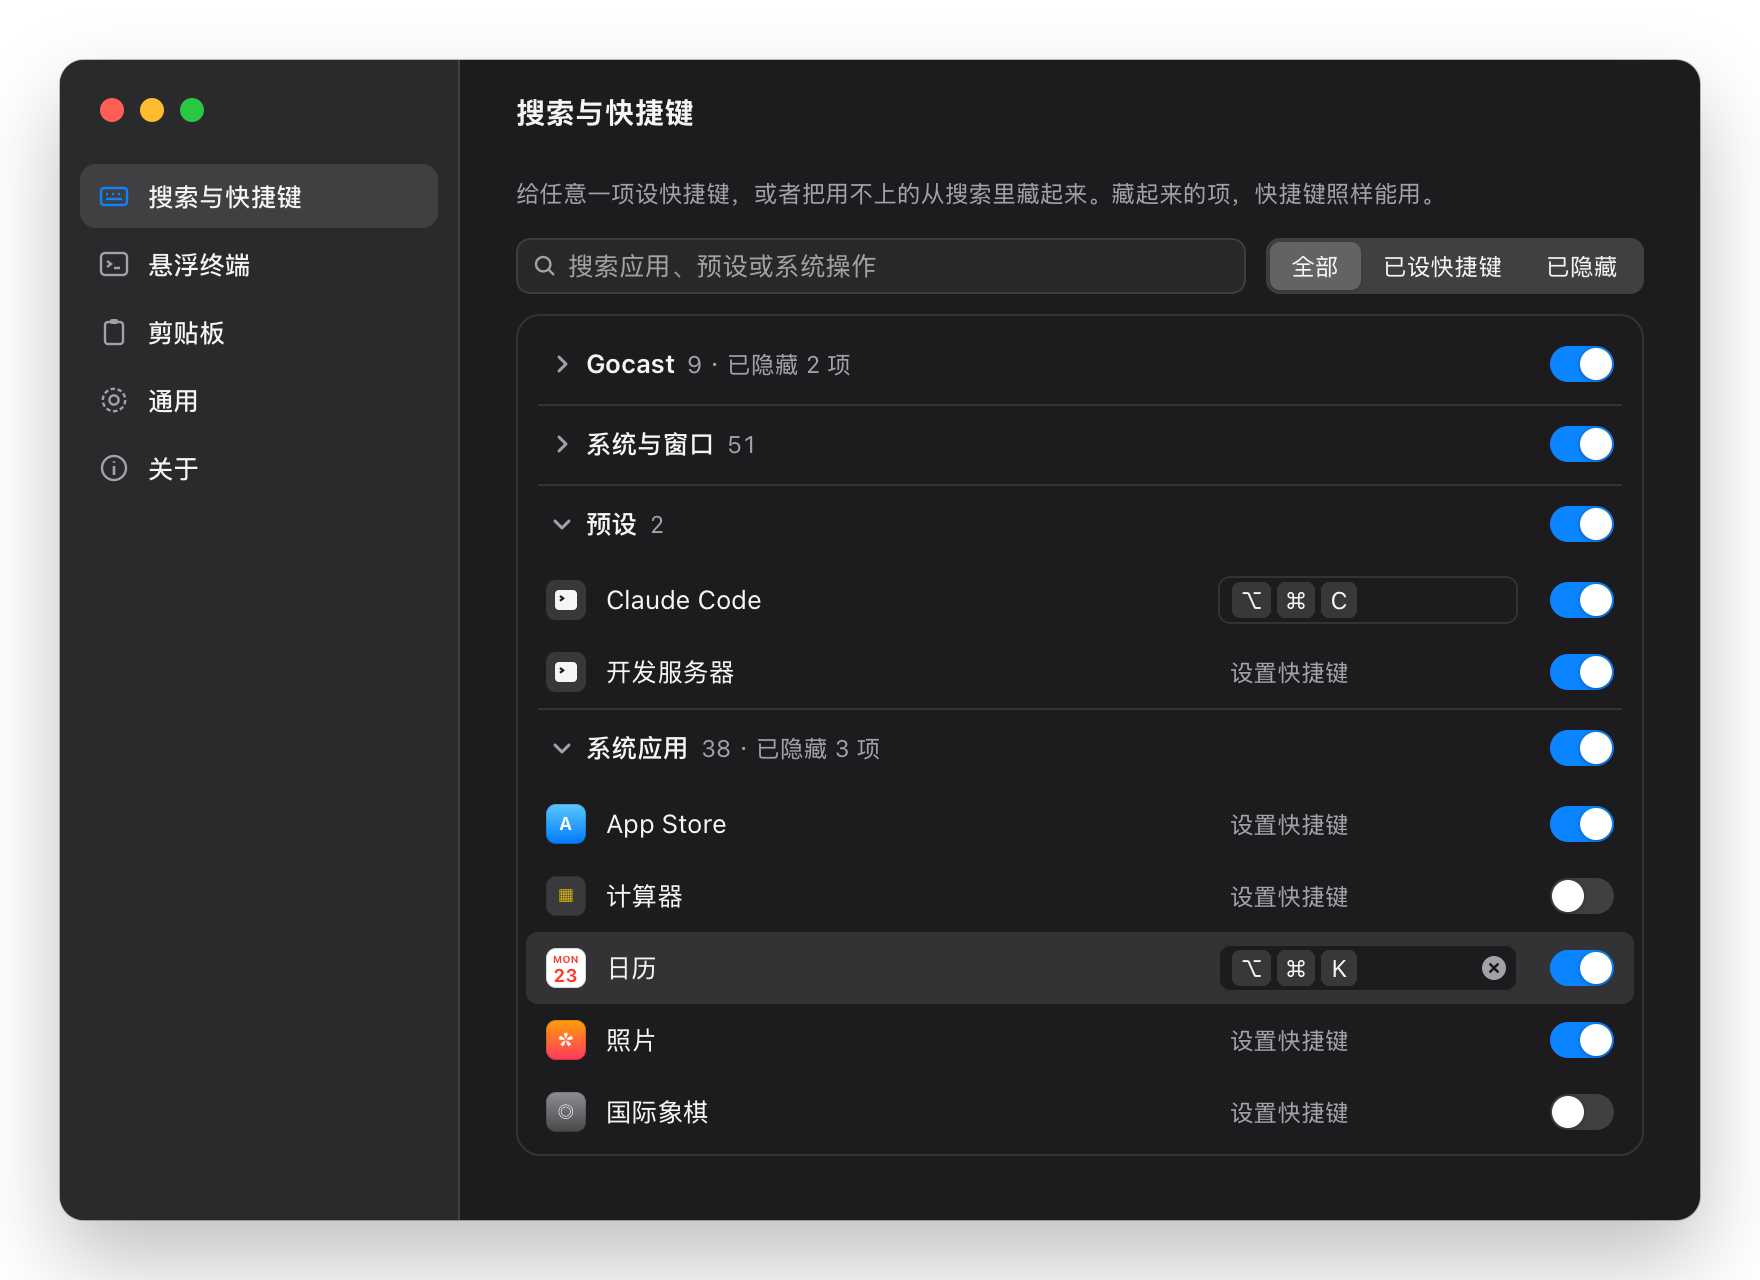 搜索与快捷键
悬浮终端
剪贴板
通用
关于
搜索与快捷键
给任意一项设快捷键，或者把用不上的从搜索里藏起来。藏起来的项，快捷键照样能用。
搜索应用、预设或系统操作
全部 已设快捷键 已隐藏
Gocast 9 · 已隐藏 2 项
系统与窗口 51
预设 2
Claude Code ⌥ ⌘ C
开发服务器 设置快捷键
系统应用 38 · 已隐藏 3 项
A App Store 设置快捷键
计算器 设置快捷键
MON
23 日历 ⌥ ⌘ K
照片 设置快捷键
国际象棋 设置快捷键